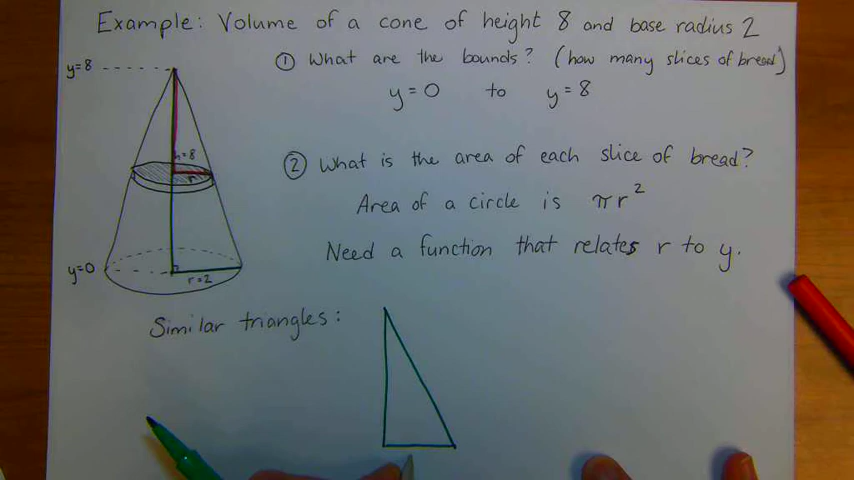 Example: Volume of a cone of height 8 and base radius 2
① What are the bounds? (how many slices of bread)
y=0 to y=8
y=8
h=8
r
y=0
r=2
② What is the area of each slice of bread?
Area of a circle is πr²
Need a function that relates r to y.
Similar triangles: